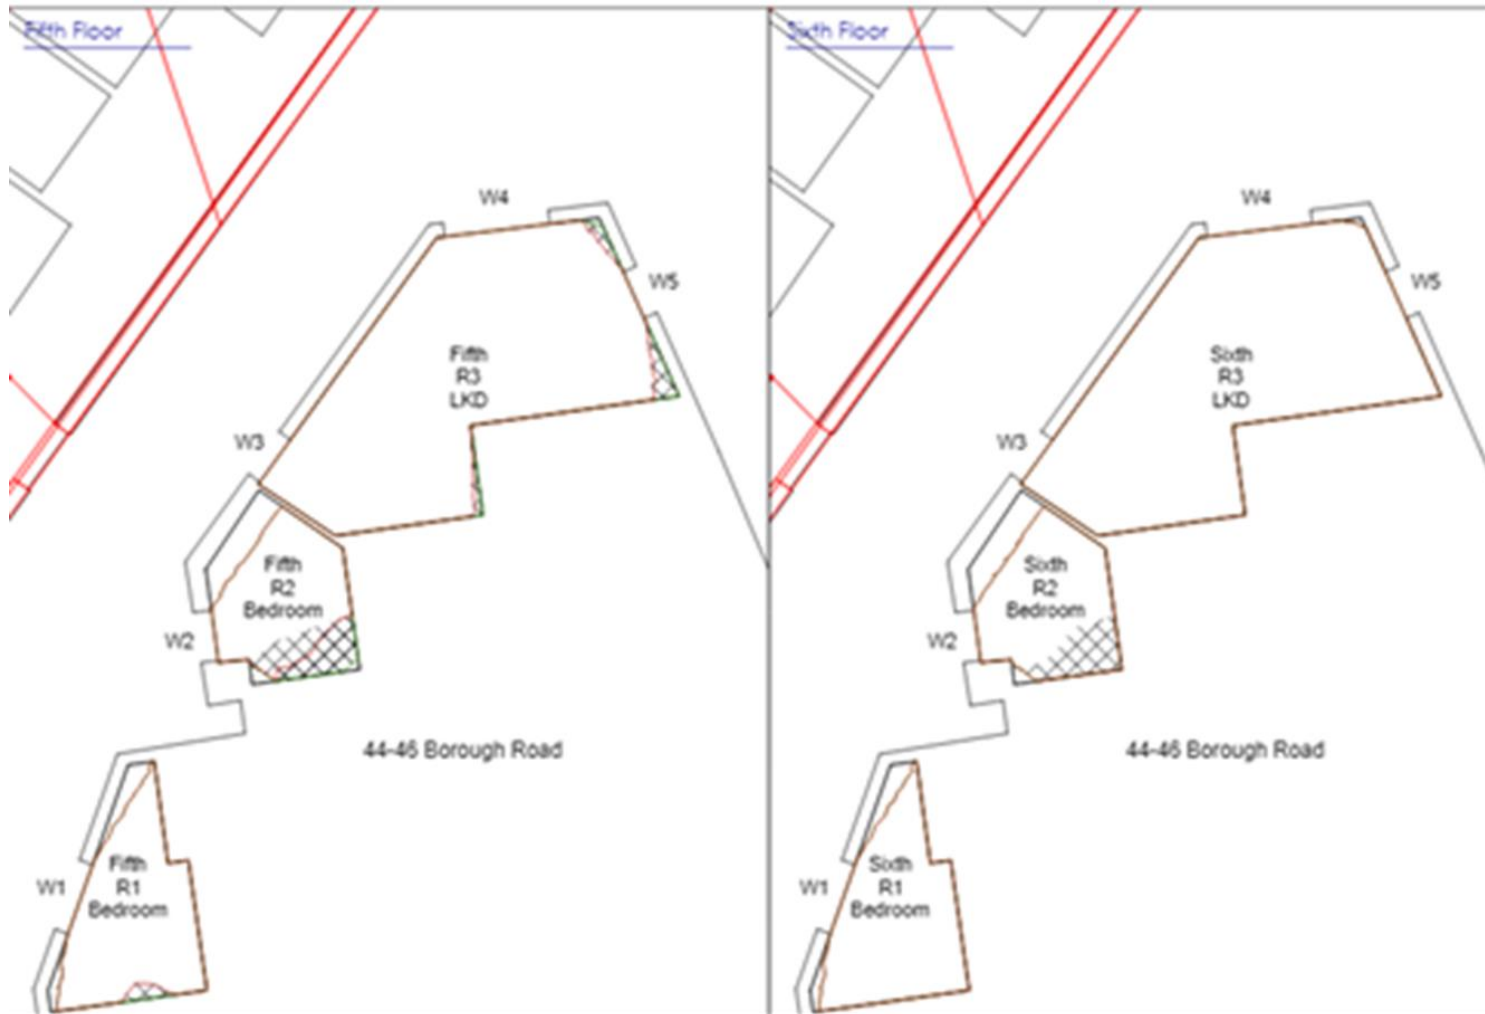 Fifth Floor
W4
W5
Fifth
R3
LKD
W3
Fifth
R2
Bedroom
W2
44-46 Borough Road
Fifth
R1
Bedroom
W1
Sixth Floor
W4
W5
Sixth
R3
LKD
W3
Sixth
R2
Bedroom
W2
44-46 Borough Road
Sixth
R1
Bedroom
W1